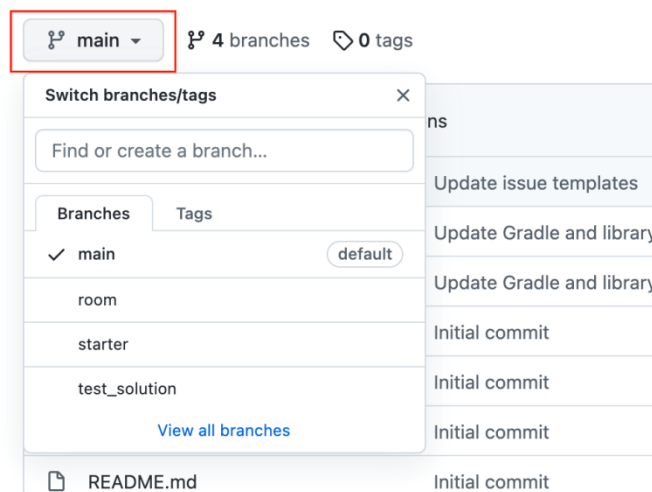 main 4 branches 0 tags
Switch branches/tags
ns
Find or create a branch...
Update issue templates
Branches Tags
Update Gradle and library
main default
Update Gradle and library
room
Initial commit
starter
Initial commit
test_solution
View all branches
Initial commit
README.md Initial commit